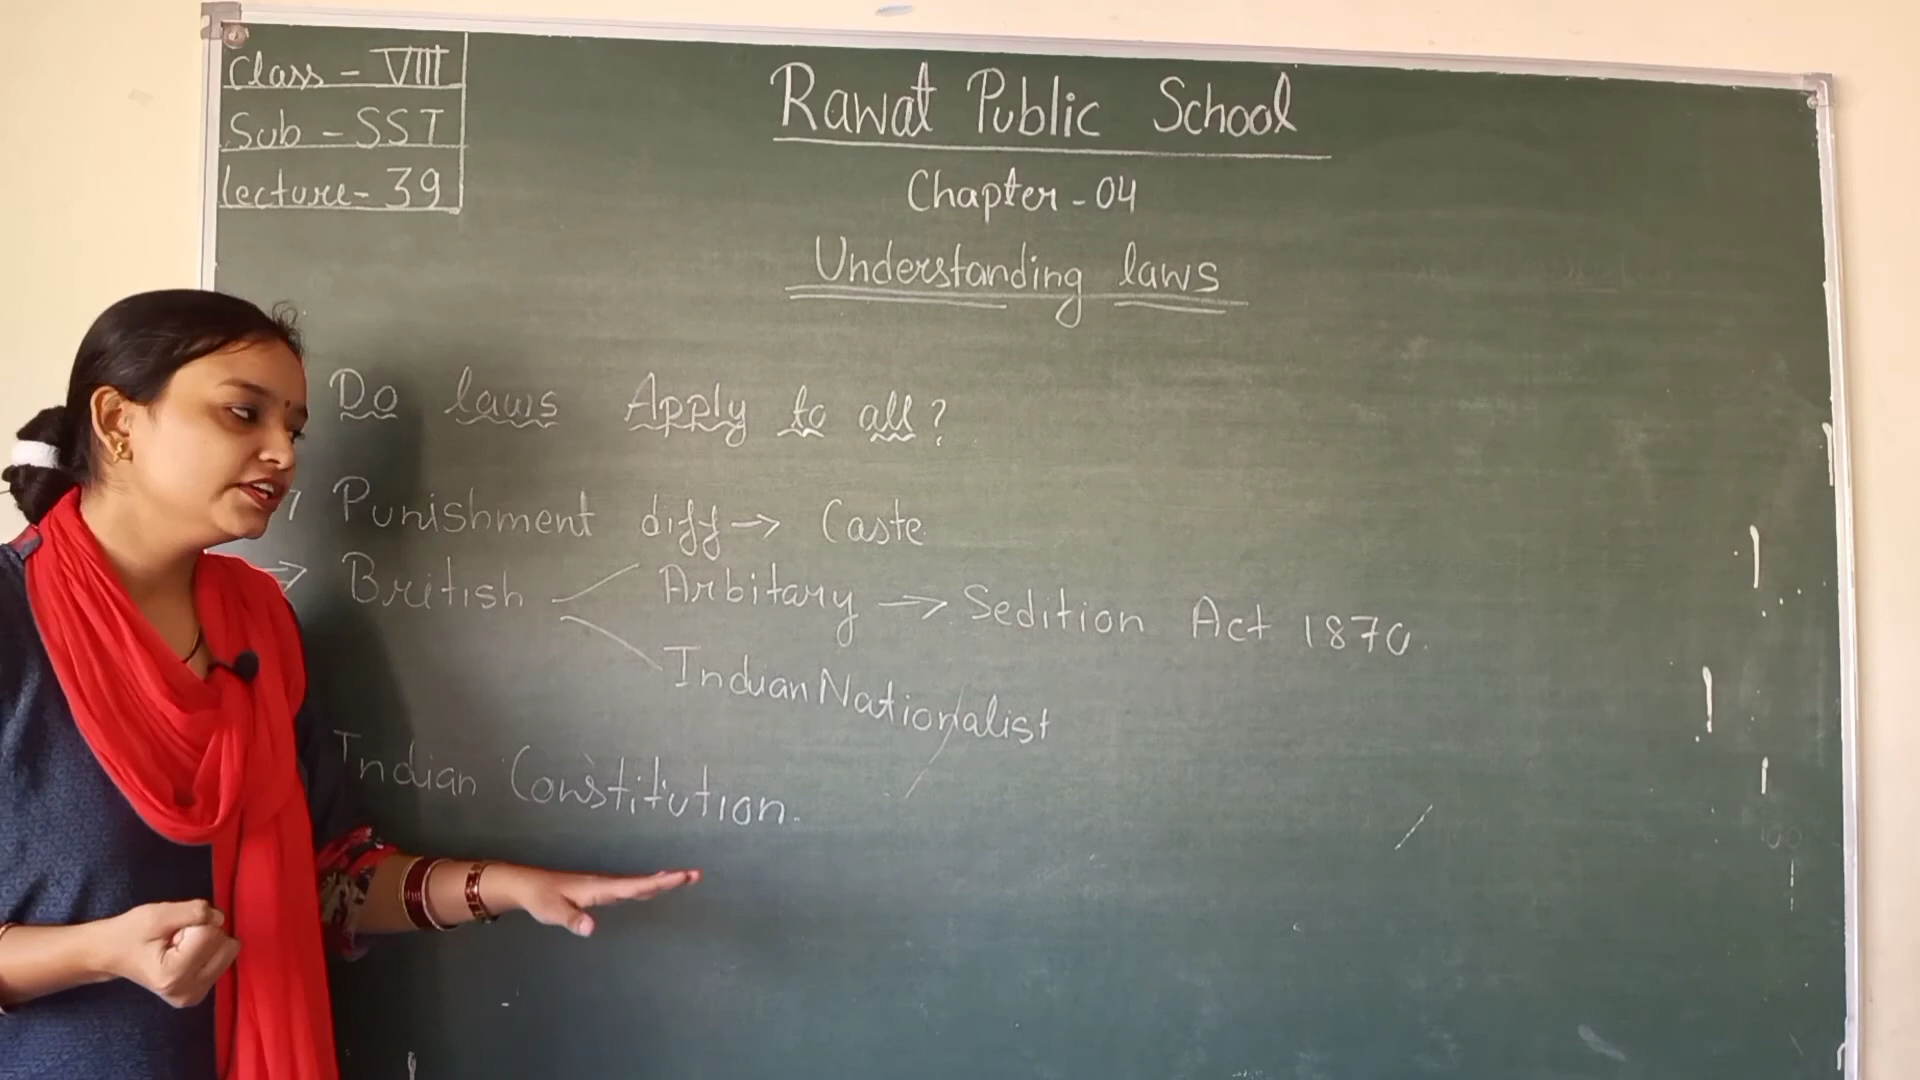 Class - VIII
Sub - SST
Lecture - 39
Rawat Public School
Chapter - 04
Understanding laws
Do laws Apply to all?
Punishment diff → Caste
→ British Arbitary → Sedition Act 1870.
Indian Nationalist
Indian Constitution.